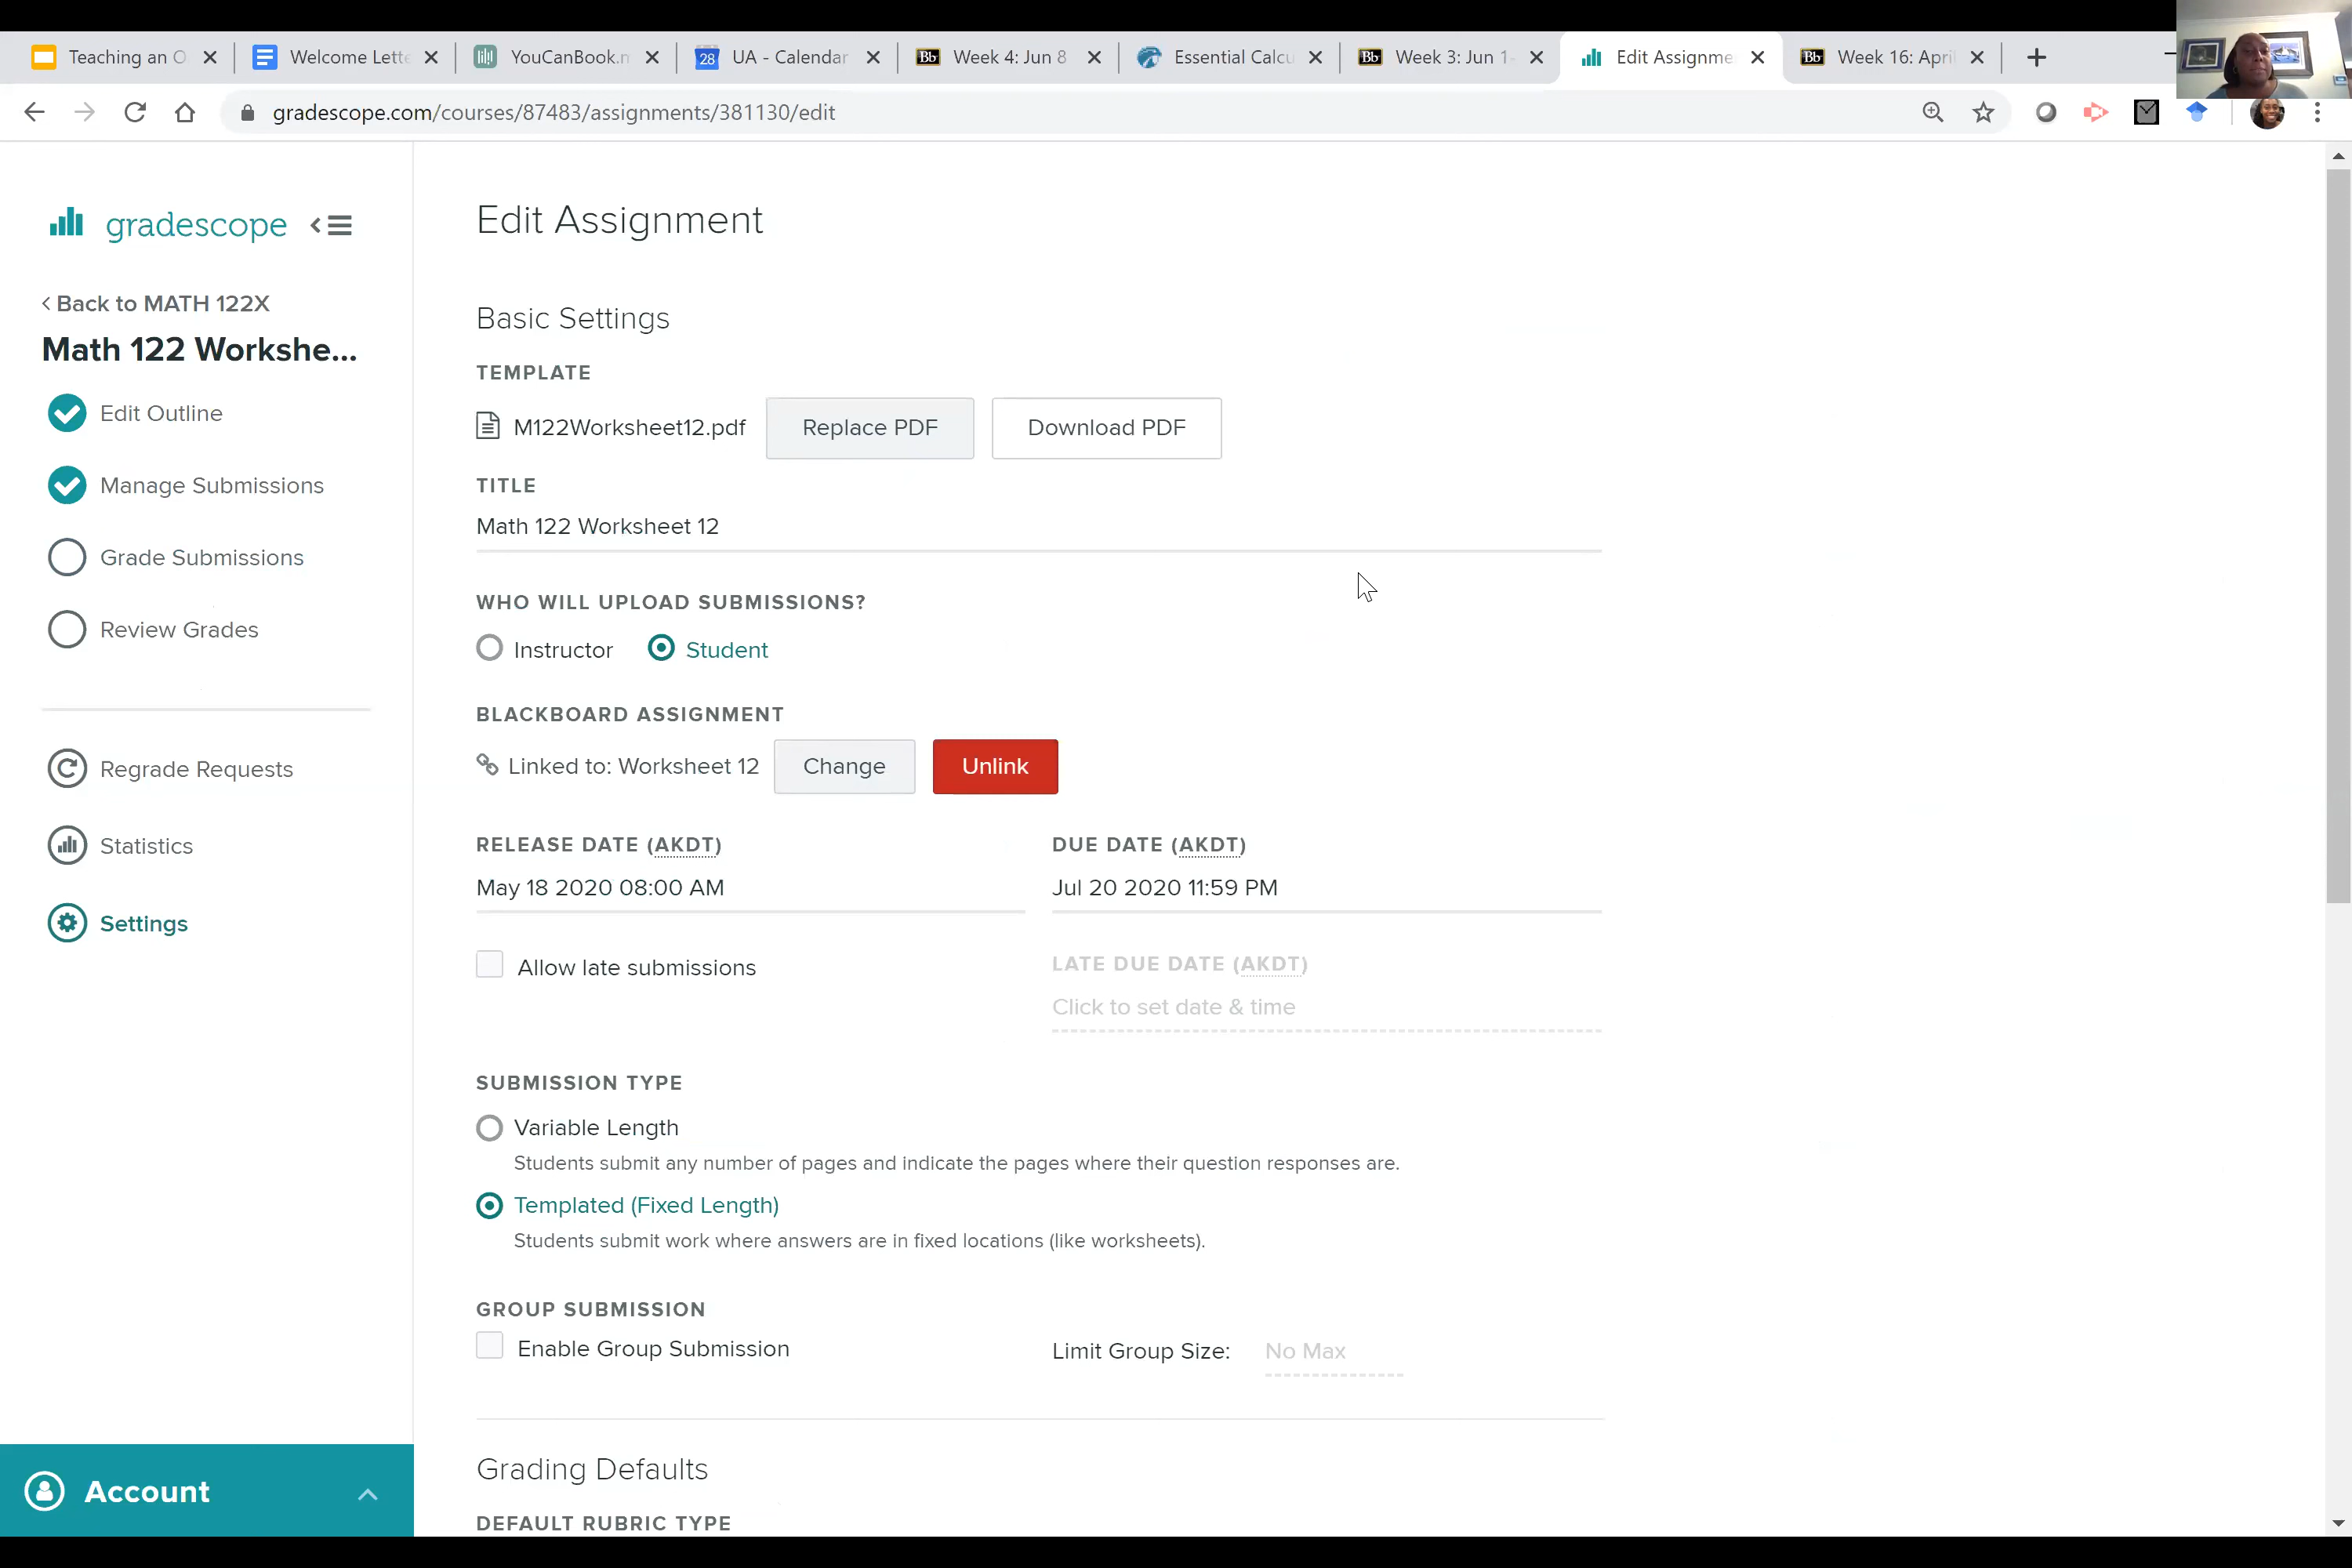 Teaching an O
Welcome Lette
YouCanBook.m
28
UA - Calendar
Bb
Week 4: Jun 8
Essential Calcu
Bb
Week 3: Jun 1-
Edit Assignme
Bb
Week 16: April
gradescope.com/courses/87483/assignments/381130/edit
gradescope
Back to MATH 122X
Math 122 Workshe...
Edit Outline
Manage Submissions
Grade Submissions
Review Grades
Regrade Requests
Statistics
Settings
Account
Edit Assignment
Basic Settings
TEMPLATE
M122Worksheet12.pdf
Replace PDF
Download PDF
TITLE
Math 122 Worksheet 12
WHO WILL UPLOAD SUBMISSIONS?
Instructor
Student
BLACKBOARD ASSIGNMENT
Linked to: Worksheet 12
Change
Unlink
RELEASE DATE (AKDT)
DUE DATE (AKDT)
May 18 2020 08:00 AM
Jul 20 2020 11:59 PM
Allow late submissions
LATE DUE DATE (AKDT)
Click to set date & time
SUBMISSION TYPE
Variable Length
Students submit any number of pages and indicate the pages where their question responses are.
Templated (Fixed Length)
Students submit work where answers are in fixed locations (like worksheets).
GROUP SUBMISSION
Enable Group Submission
Limit Group Size:
No Max
Grading Defaults
DEFAULT RUBRIC TYPE